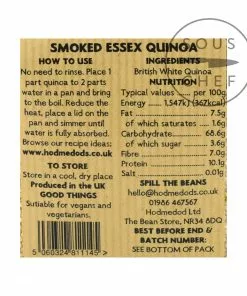 SOUS
CHEF
SMOKED ESSEX QUINOA
HOW TO USE
No need to rinse. Place 1
part quinoa to 2 parts
water in a pan and bring
to the boil. Reduce the
heat, place a lid on the
pan and simmer until
water is fully absorbed.
Browse our recipe ideas:
www.hodmedods.co.uk
TO STORE
Store in a cool, dry place
Produced in the UK
GOOD THINGS
Suitable for vegans and
vegetarians.
5 060324 811145 >
INGREDIENTS
British White Quinoa
NUTRITION
Typical values ... per 100g
Energy ... 1,547kJ (367kcal)
Fat ... 7.5g
of which saturates ... 1.6g
Carbohydrate... 68.6g
of which sugar ... 3.6g
Fibre ... 7.0g
Protein ... 10.1g
Salt ... 0.01g
SPILL THE BEANS
hello@hodmedods.co.uk
01986 467567
Hodmedod Ltd
The Bean Store, NR34 8DQ
BEST BEFORE END &
BATCH NUMBER:
SEE BOTTOM OF PACK